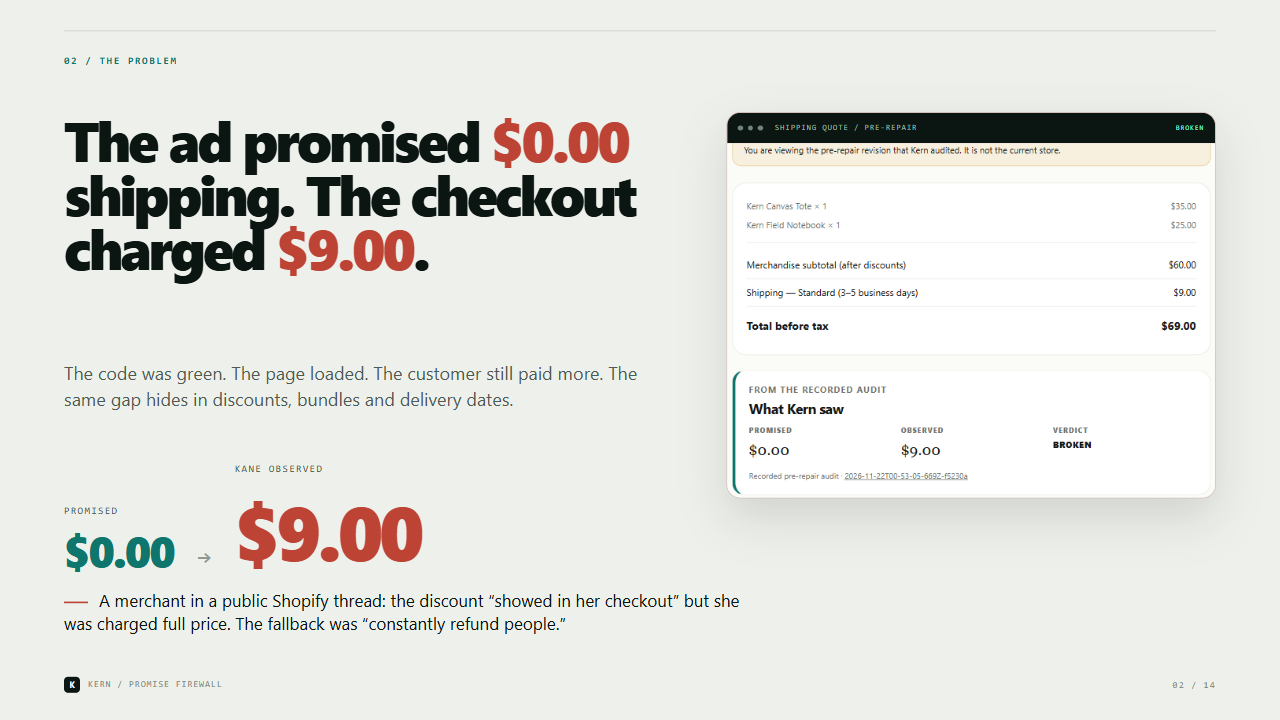 02 / THE PROBLEM
The ad promised $0.00
shipping. The checkout
charged $9.00.
The code was green. The page loaded. The customer still paid more. The
same gap hides in discounts, bundles and delivery dates.
KANE OBSERVED
PROMISED
$0.00 → $9.00
— A merchant in a public Shopify thread: the discount “showed in her checkout” but she
was charged full price. The fallback was “constantly refund people.”
SHIPPING QUOTE / PRE-REPAIR BROKEN
You are viewing the pre-repair revision that Kern audited. It is not the current store.
Kern Canvas Tote × 1 $35.00
Kern Field Notebook × 1 $25.00
Merchandise subtotal (after discounts) $60.00
Shipping — Standard (3–5 business days) $9.00
Total before tax $69.00
FROM THE RECORDED AUDIT
What Kern saw
PROMISED OBSERVED VERDICT
$0.00 $9.00 BROKEN
Recorded pre-repair audit · 2026-11-22T00-53-05-669Z-f5230a
K KERN / PROMISE FIREWALL
02 / 14